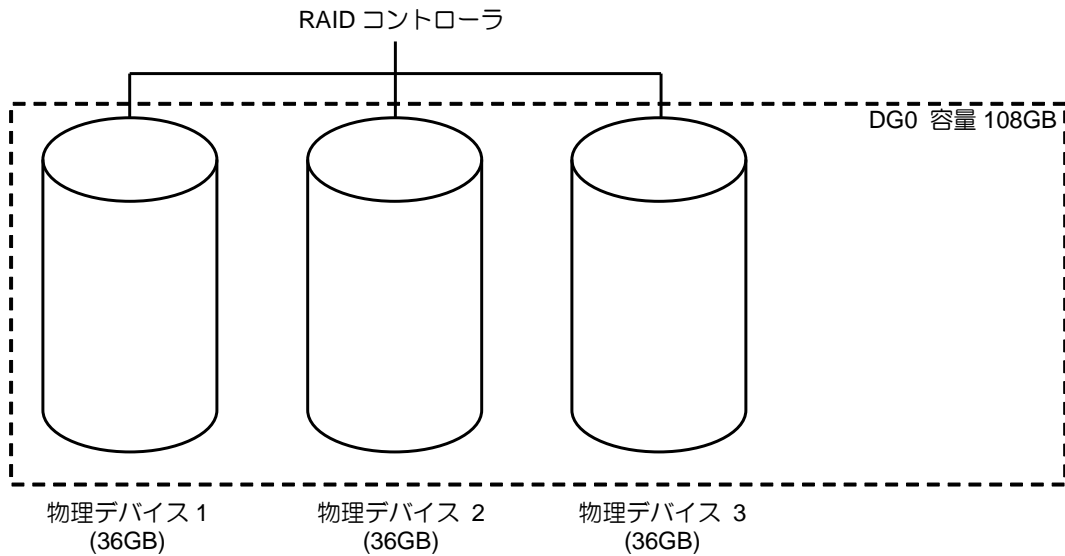 RAID コントローラ
DG0 容量 108GB
物理デバイス 1
(36GB)
物理デバイス 2
(36GB)
物理デバイス 3
(36GB)